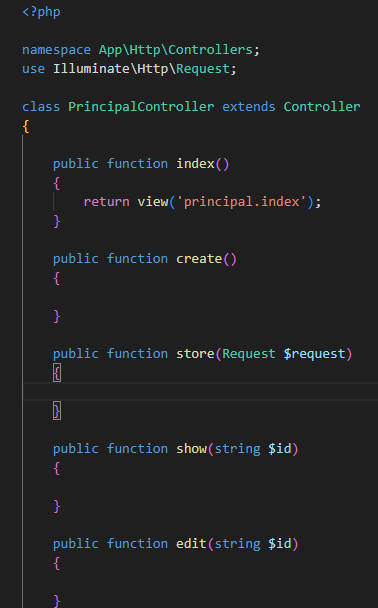 <?php
namespace App\Http\Controllers;
use Illuminate\Http\Request;
class PrincipalController extends Controller
{
public function index()
{
return view('principal.index');
}
public function create()
{
}
public function store(Request $request)
{
}
public function show(string $id)
{
}
public function edit(string $id)
{
}